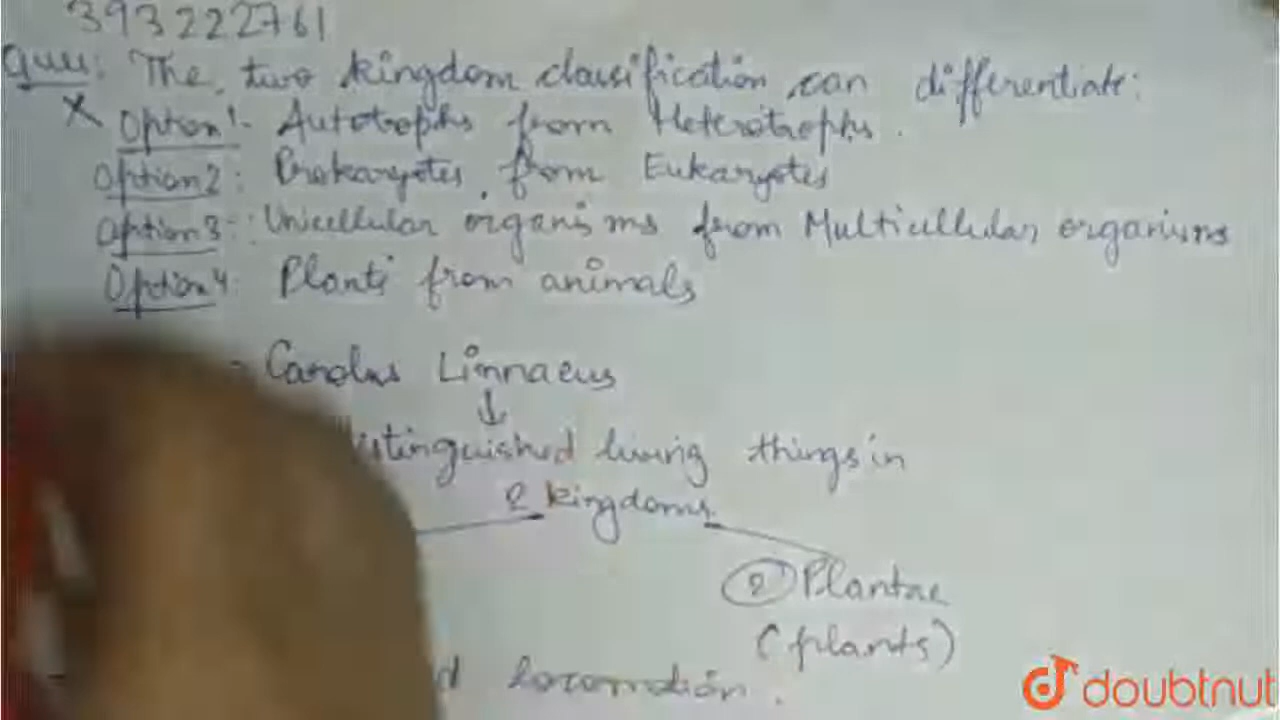 393222761
Que: The two kingdom classification can differentiate:
X Option 1- Autotrophs from Heterotrophs.
Option 2: Prokaryotes from Eukaryotes
Option 3-: Unicellular organisms from Multicellular organisms
Option 4- Plants from animals
- Carolus Linnaeus
↓
istinguished living things in
2 kingdoms.
② Plantae
(plants)
d locomotion.
doubtnut